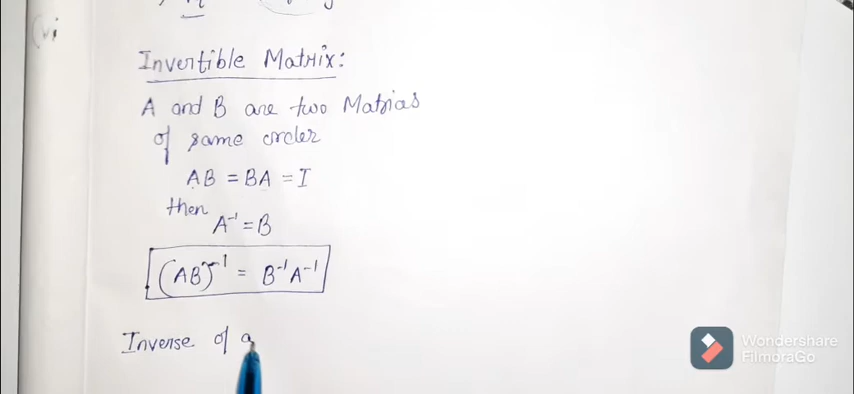 (vi
Invertible Matrix:
A and B are two Matrias
of same order
AB = BA = I
then
A⁻¹ = B
(AB)⁻¹ = B⁻¹A⁻¹
Inverse of a
Wondershare
FilmoraGo